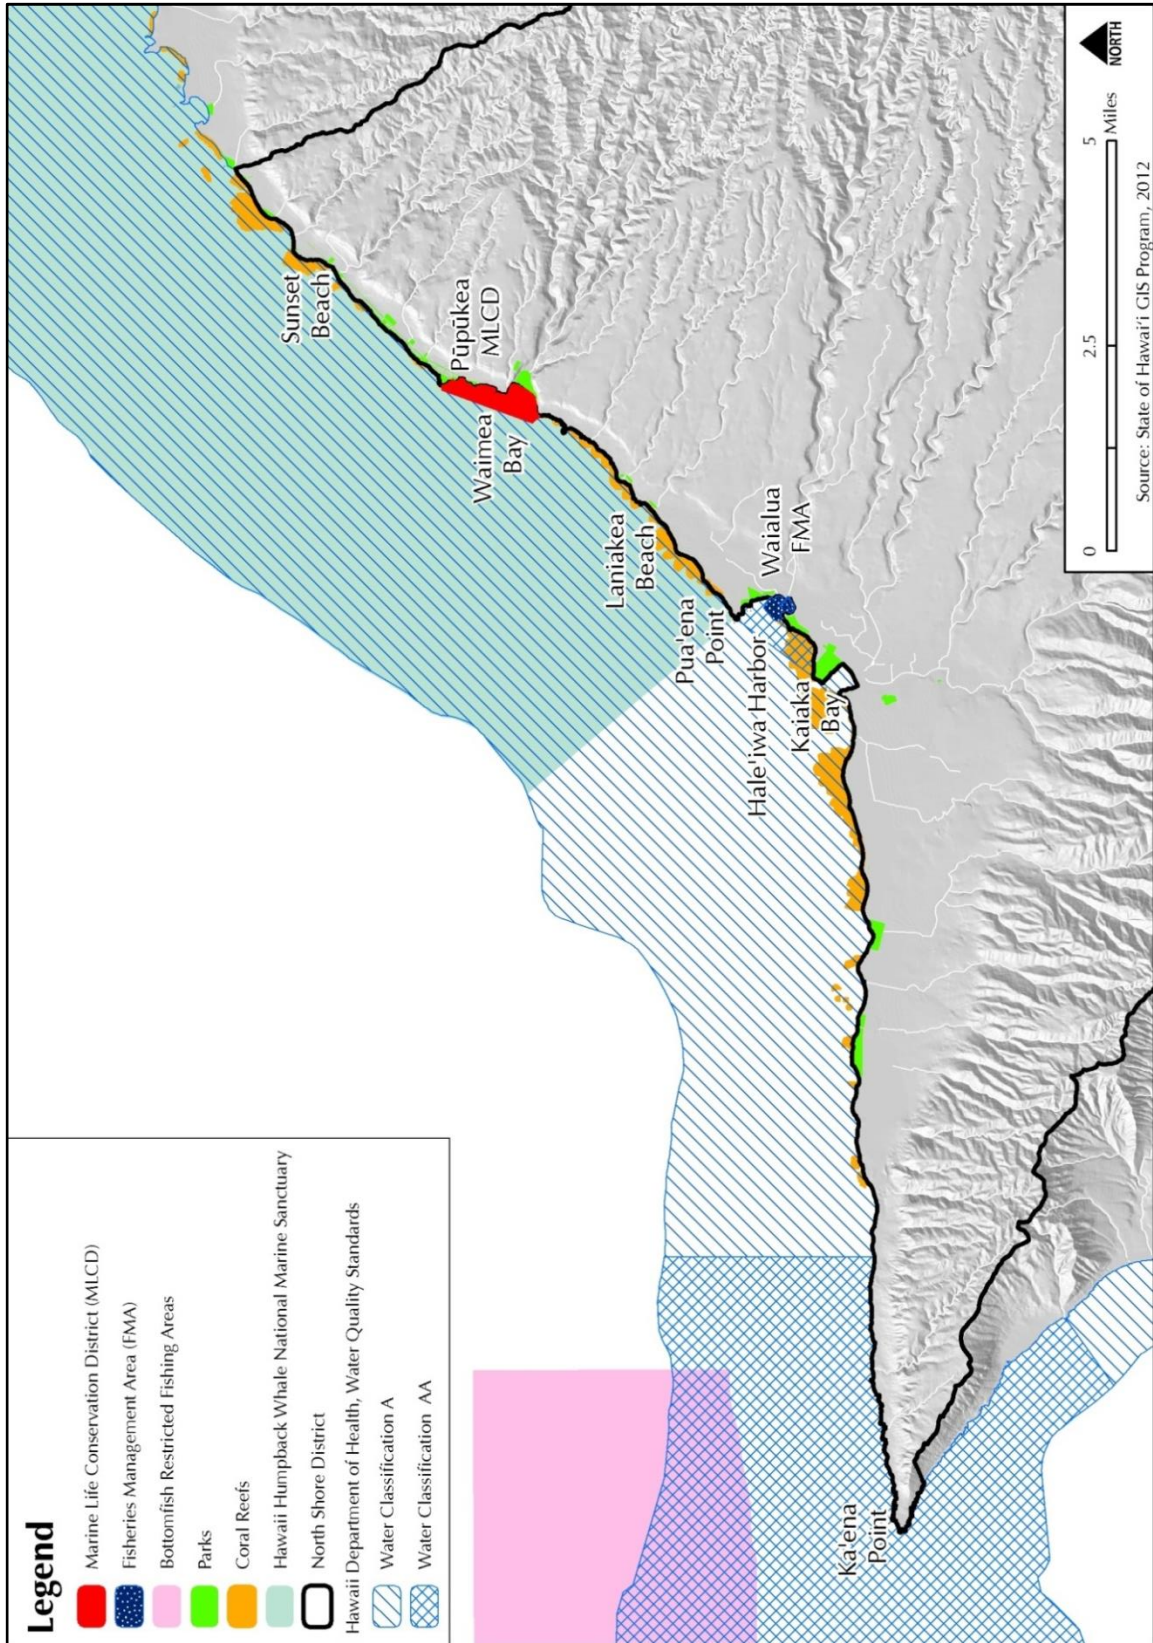 Legend
Marine Life Conservation District (MLCD)
Fisheries Management Area (FMA)
Bottomfish Restricted Fishing Areas
Parks
Coral Reefs
Hawaii Humpback Whale National Marine Sanctuary
North Shore District
Hawaii Department of Health, Water Quality Standards
Water Classification A
Water Classification AA
Sunset
Beach
Pūpūkea
MLCD
Waimea
Bay
Laniakea
Beach
Pua'ena
Point
Waialua
FMA
Hale'iwa Harbor
Kaiaka
Bay
Ka'ena
Point
NORTH
0
2.5
5
Miles
Source: State of Hawai'i GIS Program, 2012